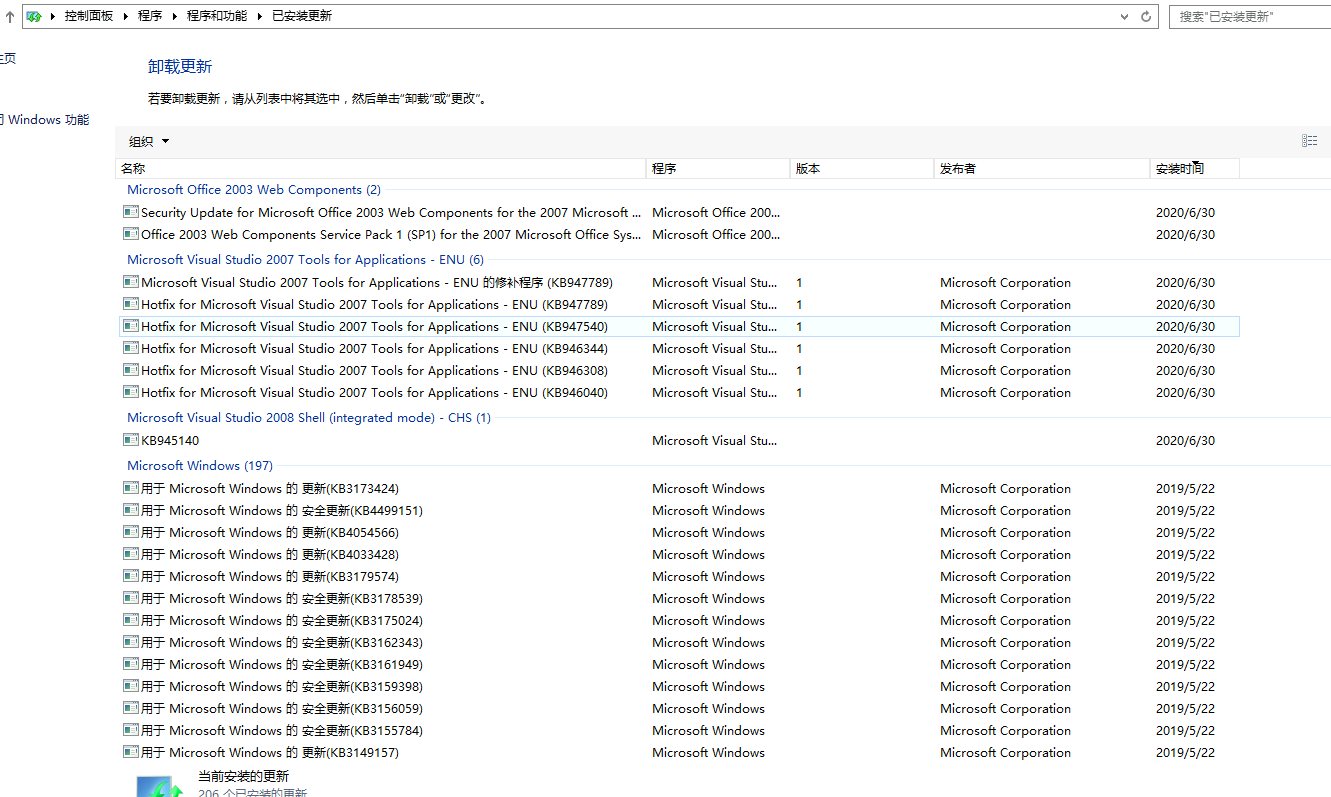 控制面板 程序 程序和功能 已安装更新 搜索"已安装更新"
主页
卸载更新
若要卸载更新，请从列表中将其选中，然后单击“卸载”或“更改”。
Windows 功能
组织
名称 程序 版本 发布者 安装时间
Microsoft Office 2003 Web Components (2)
Security Update for Microsoft Office 2003 Web Components for the 2007 Microsoft ... Microsoft Office 200... 2020/6/30
Office 2003 Web Components Service Pack 1 (SP1) for the 2007 Microsoft Office Sys... Microsoft Office 200... 2020/6/30
Microsoft Visual Studio 2007 Tools for Applications - ENU (6)
Microsoft Visual Studio 2007 Tools for Applications - ENU 的修补程序 (KB947789) Microsoft Visual Stu... 1 Microsoft Corporation 2020/6/30
Hotfix for Microsoft Visual Studio 2007 Tools for Applications - ENU (KB947789) Microsoft Visual Stu... 1 Microsoft Corporation 2020/6/30
Hotfix for Microsoft Visual Studio 2007 Tools for Applications - ENU (KB947540) Microsoft Visual Stu... 1 Microsoft Corporation 2020/6/30
Hotfix for Microsoft Visual Studio 2007 Tools for Applications - ENU (KB946344) Microsoft Visual Stu... 1 Microsoft Corporation 2020/6/30
Hotfix for Microsoft Visual Studio 2007 Tools for Applications - ENU (KB946308) Microsoft Visual Stu... 1 Microsoft Corporation 2020/6/30
Hotfix for Microsoft Visual Studio 2007 Tools for Applications - ENU (KB946040) Microsoft Visual Stu... 1 Microsoft Corporation 2020/6/30
Microsoft Visual Studio 2008 Shell (integrated mode) - CHS (1)
KB945140 Microsoft Visual Stu... 2020/6/30
Microsoft Windows (197)
用于 Microsoft Windows 的 更新(KB3173424) Microsoft Windows Microsoft Corporation 2019/5/22
用于 Microsoft Windows 的 安全更新(KB4499151) Microsoft Windows Microsoft Corporation 2019/5/22
用于 Microsoft Windows 的 安全更新(KB4054566) Microsoft Windows Microsoft Corporation 2019/5/22
用于 Microsoft Windows 的 更新(KB4033428) Microsoft Windows Microsoft Corporation 2019/5/22
用于 Microsoft Windows 的 更新(KB3179574) Microsoft Windows Microsoft Corporation 2019/5/22
用于 Microsoft Windows 的 安全更新(KB3178539) Microsoft Windows Microsoft Corporation 2019/5/22
用于 Microsoft Windows 的 安全更新(KB3175024) Microsoft Windows Microsoft Corporation 2019/5/22
用于 Microsoft Windows 的 安全更新(KB3162343) Microsoft Windows Microsoft Corporation 2019/5/22
用于 Microsoft Windows 的 安全更新(KB3161949) Microsoft Windows Microsoft Corporation 2019/5/22
用于 Microsoft Windows 的 安全更新(KB3159398) Microsoft Windows Microsoft Corporation 2019/5/22
用于 Microsoft Windows 的 安全更新(KB3156059) Microsoft Windows Microsoft Corporation 2019/5/22
用于 Microsoft Windows 的 安全更新(KB3155784) Microsoft Windows Microsoft Corporation 2019/5/22
用于 Microsoft Windows 的 更新(KB3149157) Microsoft Windows Microsoft Corporation 2019/5/22
当前安装的更新
206 个已安装的更新